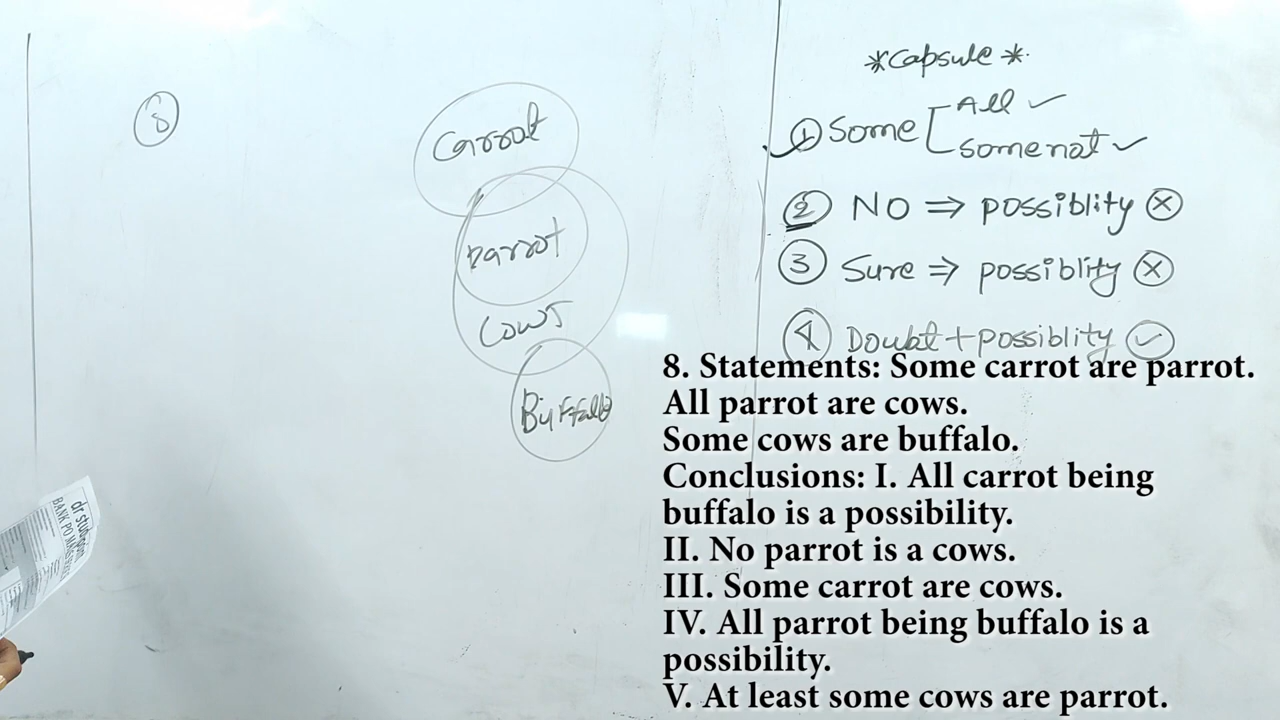 8
Carrot
Parrot
Cows
Buffalo
*Capsule*
1 Some All ✓
some not ✓
2 NO ⇒ possiblity ×
3 Sure ⇒ possiblity ×
4 Doubt + possiblity ✓
8. Statements: Some carrot are parrot.
All parrot are cows.
Some cows are buffalo.
Conclusions: I. All carrot being
buffalo is a possibility.
II. No parrot is a cows.
III. Some carrot are cows.
IV. All parrot being buffalo is a
possibility.
V. At least some cows are parrot.
BANK PO